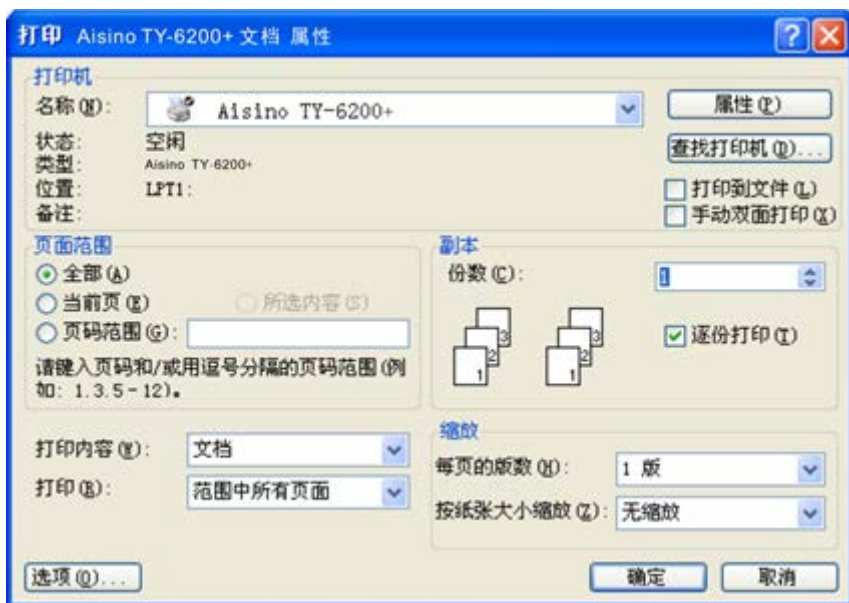 打印 Aisino TY-6200+ 文档 属性
打印机
名称(N): Aisino TY-6200+ 属性(P)
状态: 空闲 查找打印机(D)...
类型: Aisino TY-6200+
位置: LPT1: 打印到文件(L)
备注: 手动双面打印(X)
页面范围
全部(A)
当前页(E) 所选内容(S)
页码范围(G):
请键入页码和/或用逗号分隔的页码范围(例
如: 1.3.5-12)。
副本
份数(C): 1
逐份打印(T)
1 2 3 1 2 3
打印内容(W): 文档
打印(R): 范围中所有页面
缩放
每页的版数(H): 1 版
按纸张大小缩放(Z): 无缩放
选项(O)... 确定 取消